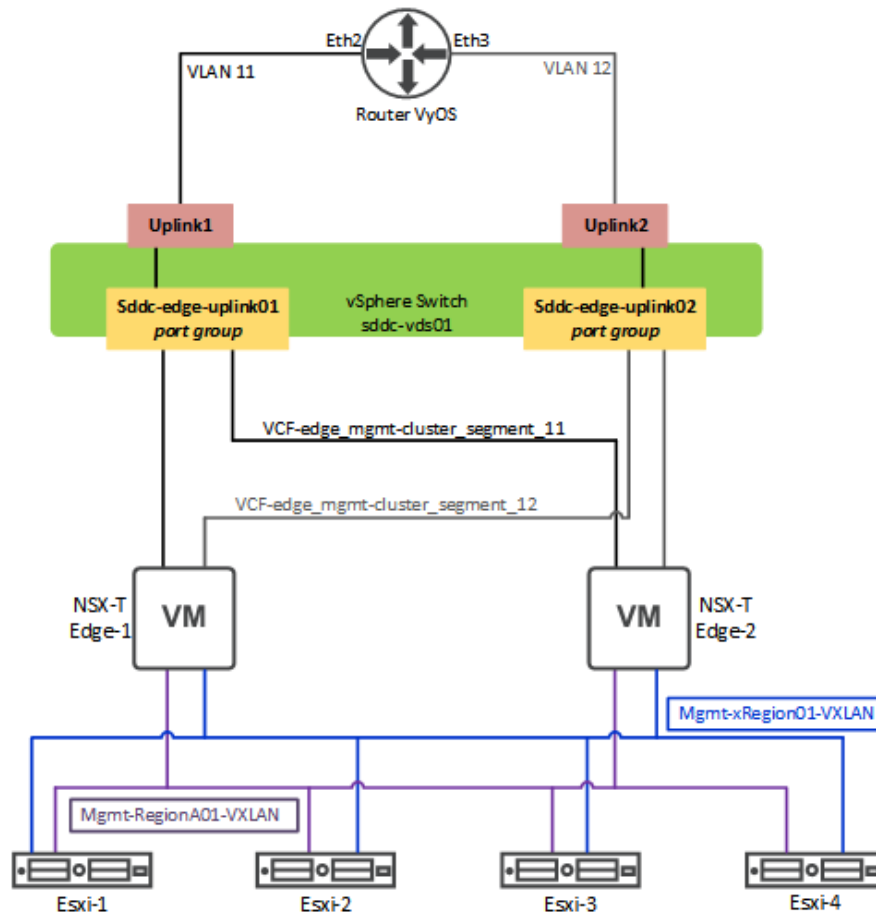 Eth2
Eth3
VLAN 11
VLAN 12
Router VyOS
Uplink1
Uplink2
Sddc-edge-uplink01
port group
vSphere Switch
sddc-vds01
Sddc-edge-uplink02
port group
VCF-edge_mgmt-cluster_segment_11
VCF-edge_mgmt-cluster_segment_12
NSX-T
Edge-1
VM
VM
NSX-T
Edge-2
Mgmt-xRegion01-VXLAN
Mgmt-RegionA01-VXLAN
Esxi-1
Esxi-2
Esxi-3
Esxi-4